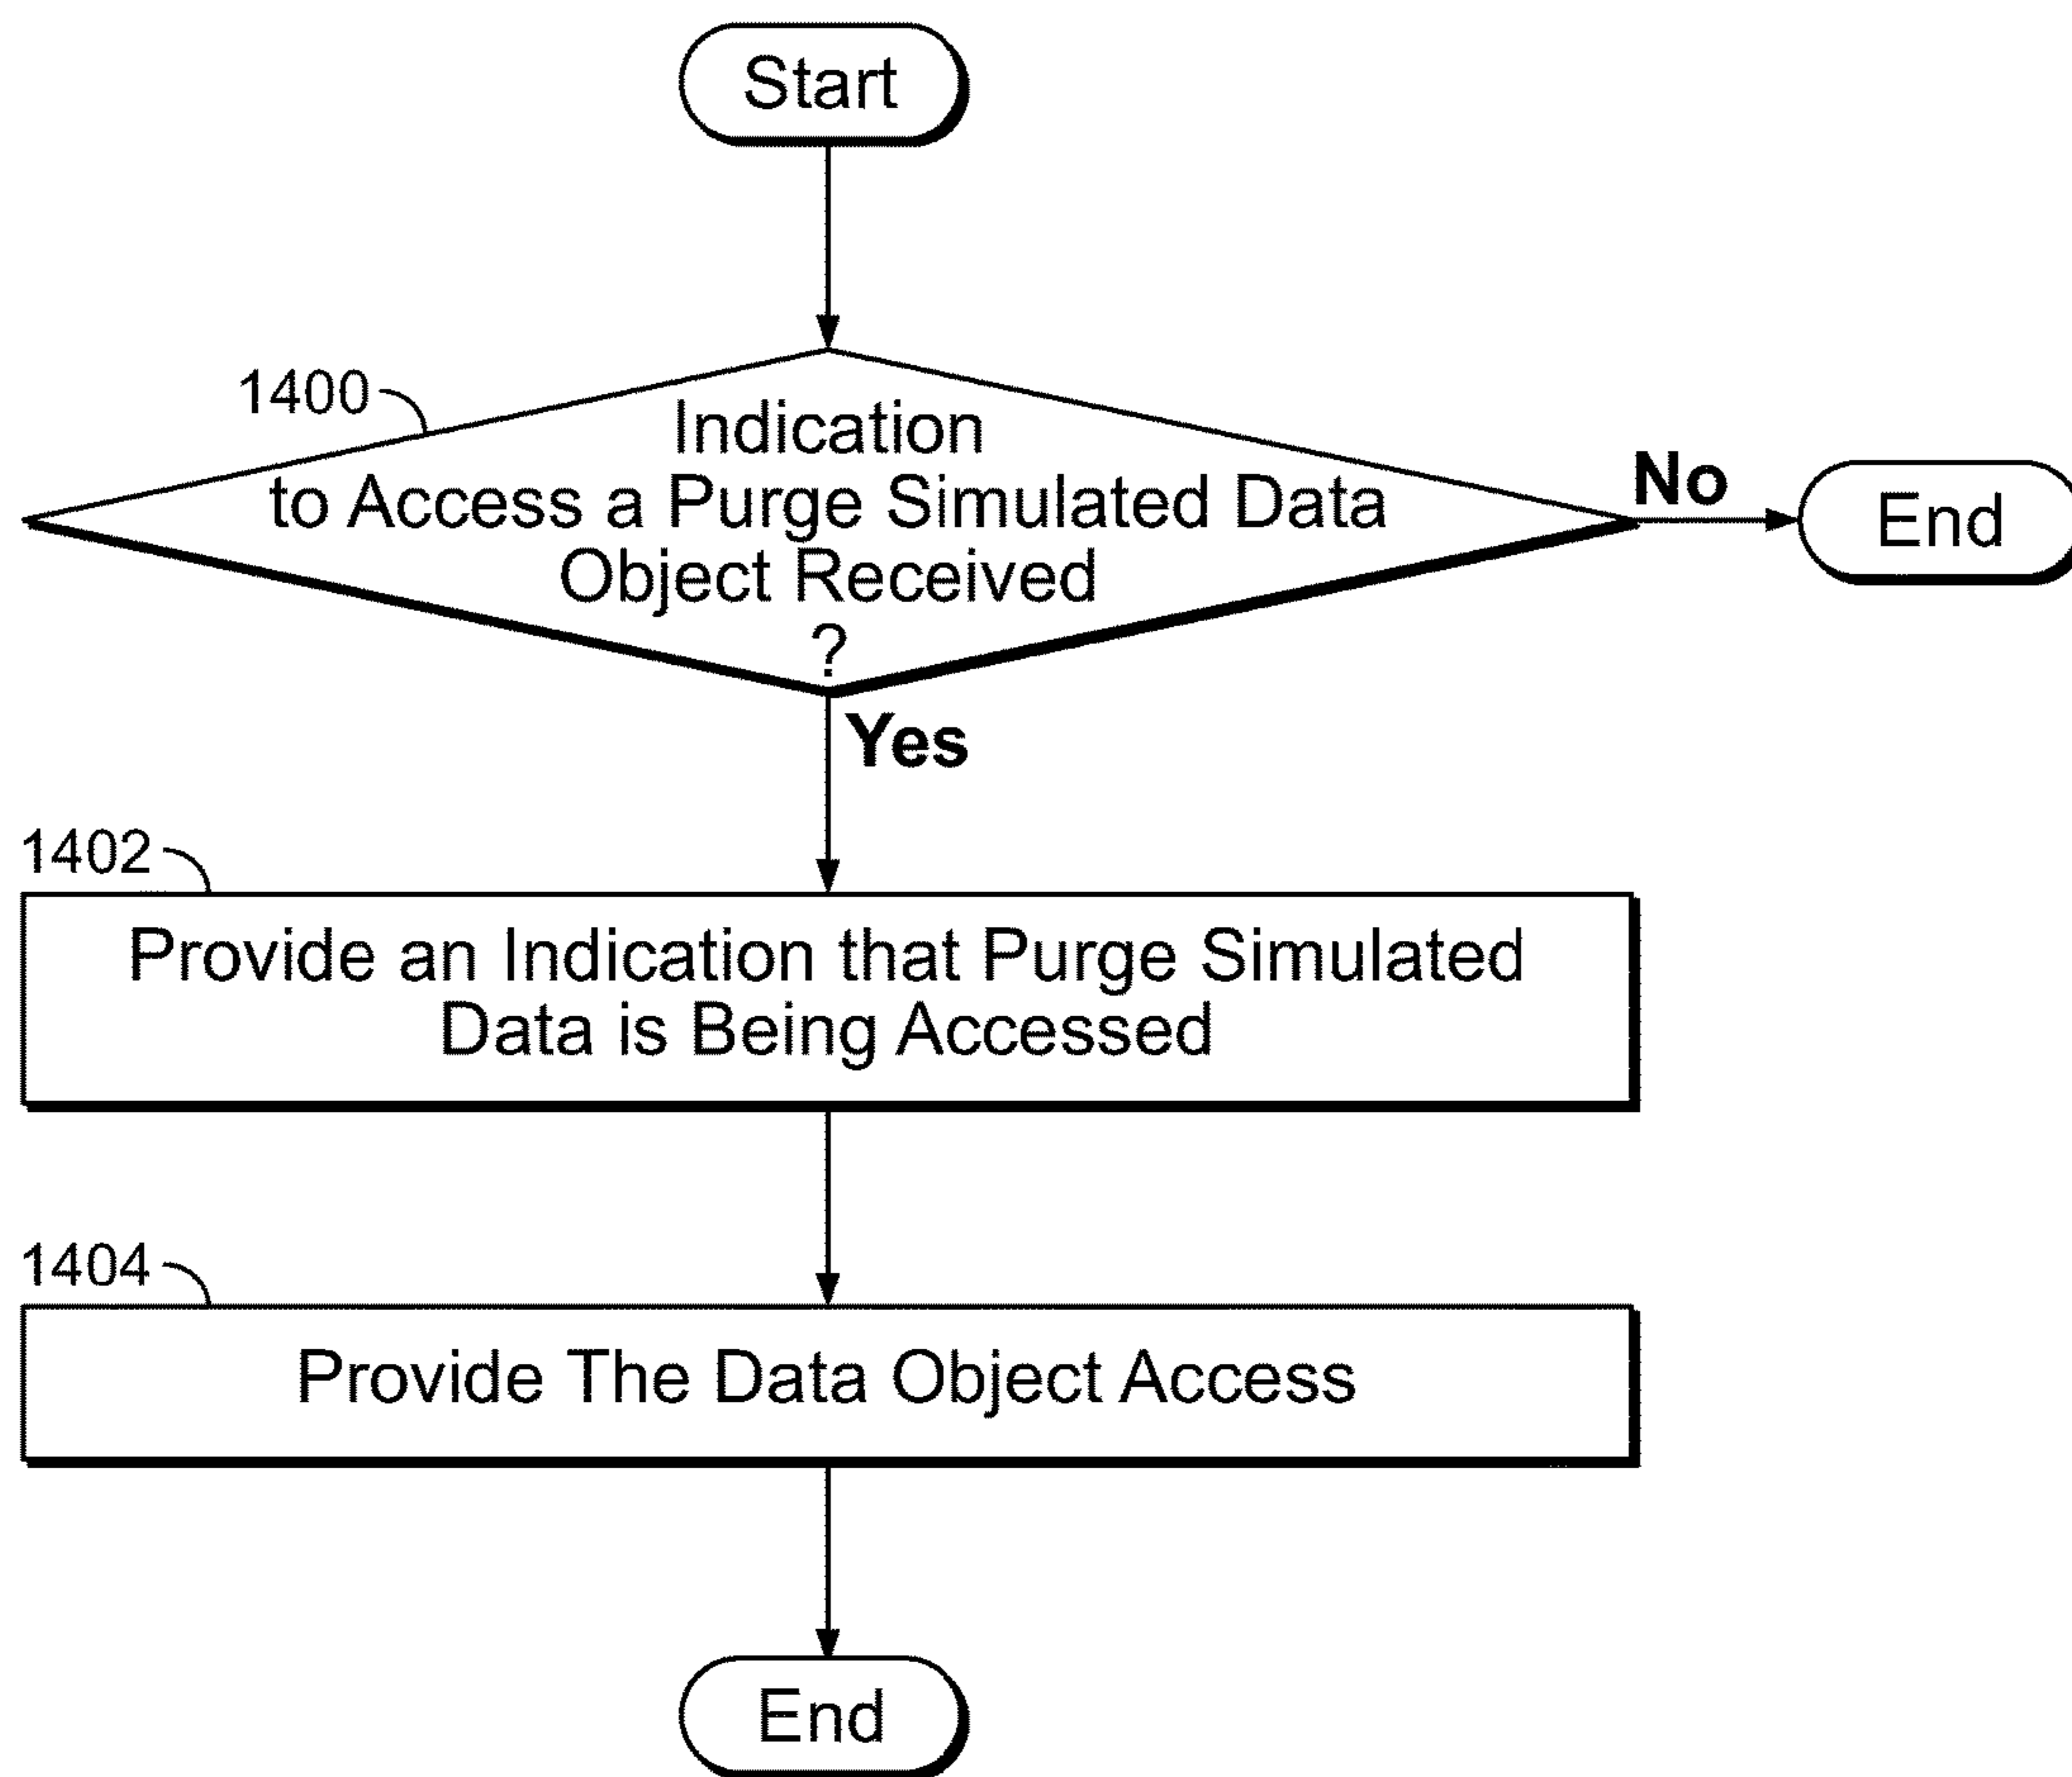 Start
1400
Indication
to Access a Purge Simulated Data
Object Received
?
No
End
Yes
1402
Provide an Indication that Purge Simulated
Data is Being Accessed
1404
Provide The Data Object Access
End